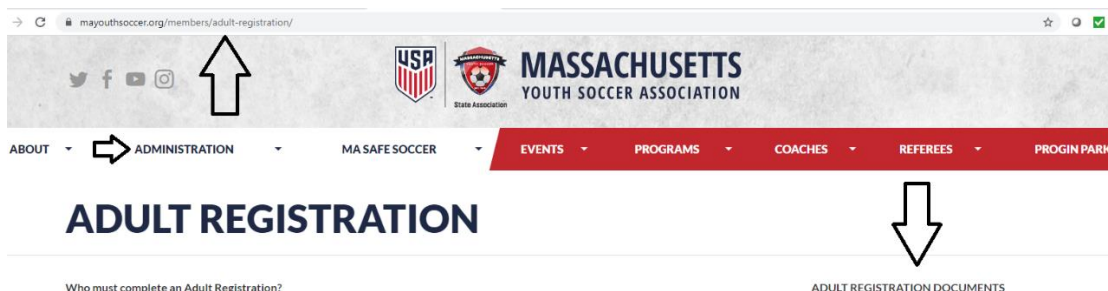 mayouthsoccer.org/members/adult-registration/
USA
MASSACHUSETTS
State Association
MASSACHUSETTS
YOUTH SOCCER ASSOCIATION
ABOUT ADMINISTRATION MA SAFE SOCCER EVENTS PROGRAMS COACHES REFEREES PROGIN PARK
ADULT REGISTRATION
Who must complete an Adult Registration? ADULT REGISTRATION DOCUMENTS